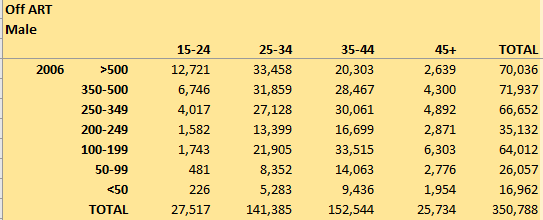 Off ART
Male
15-24 25-34 35-44 45+ TOTAL
2006 >500 12,721 33,458 20,303 2,639 70,036
350-500 6,746 31,859 28,467 4,300 71,937
250-349 4,017 27,128 30,061 4,892 66,652
200-249 1,582 13,399 16,699 2,871 35,132
100-199 1,743 21,905 33,515 6,303 64,012
50-99 481 8,352 14,063 2,776 26,057
<50 226 5,283 9,436 1,954 16,962
TOTAL 27,517 141,385 152,544 25,734 350,788